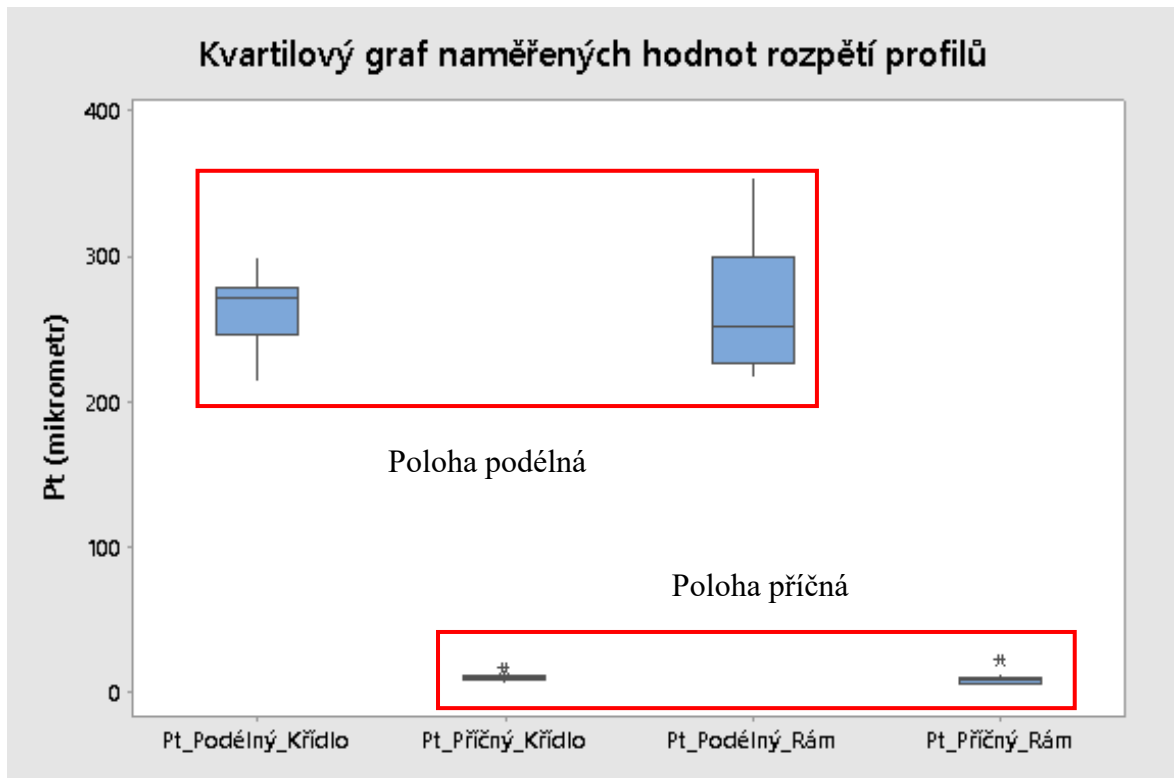 Kvartilový graf naměřených hodnot rozpětí profilů
Pt (mikrometr)
400
300
200
100
0
Poloha podélná
Poloha příčná
Pt_Podélný_Křídlo
Pt_Příčný_Křídlo
Pt_Podélný_Rám
Pt_Příčný_Rám